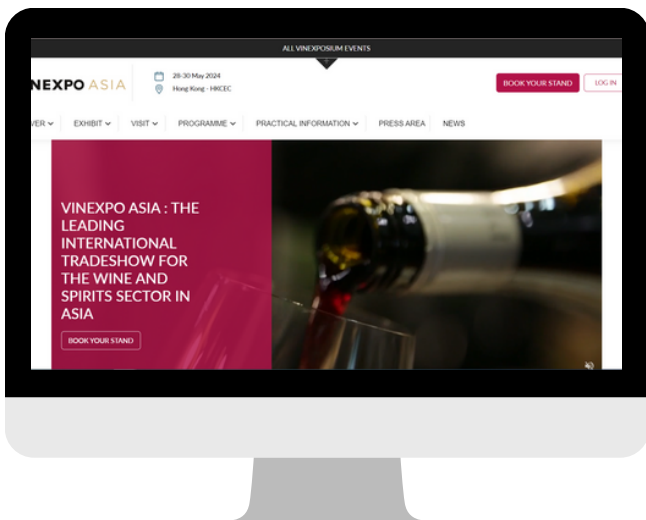 ALL VINEXPOSIUM EVENTS
NEXPO ASIA
28-30 May 2024
Hong Kong - HKCEC
BOOK YOUR STAND
LOG IN
VER
EXHIBIT
VISIT
PROGRAMME
PRACTICAL INFORMATION
PRESS AREA
NEWS
VINEXPO ASIA : THE
LEADING
INTERNATIONAL
TRADESHOW FOR
THE WINE AND
SPIRITS SECTOR IN
ASIA
BOOK YOUR STAND